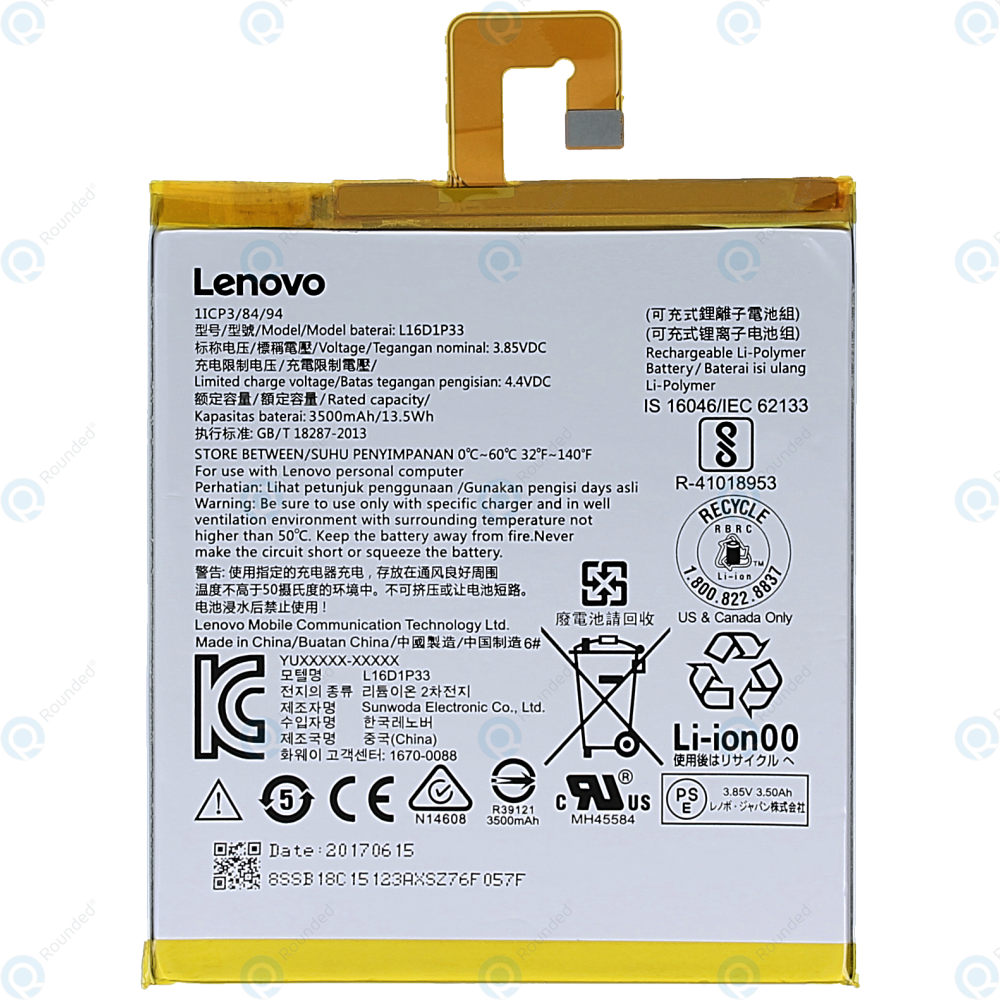 Lenovo
1ICP3/84/94
型号/型號/Model/Model baterai: L16D1P33
标称电压/標稱電壓/Voltage/Tegangan nominal: 3.85VDC
充电限制电压/充電限制電壓/
Limited charge voltage/Batas tegangan pengisian: 4.4VDC
额定容量/額定容量/Rated capacity/
Kapasitas baterai: 3500mAh/13.5Wh
执行标准: GB/T 18287-2013
(可充式鋰離子電池組)
(可充式锂离子电池组)
Rechargeable Li-Polymer
Battery / Baterai isi ulang
Li-Polymer
IS 16046/IEC 62133
R-41018953
STORE BETWEEN/SUHU PENYIMPANAN 0℃~60℃ 32℉~140℉
For use with Lenovo personal computer
Perhatian: Lihat petunjuk penggunaan /Gunakan pengisi days asli
Warning: Be sure to use only with specific charger and in well
ventilation environment with surrounding temperature not
higher than 50℃. Keep the battery away from fire.Never
make the circuit short or squeeze the battery.
警告: 使用指定的充电器充电，存放在通风良好周围
温度不高于50摄氏度的环境中。不可挤压或让电池短路。
电池浸水后禁止使用！
Lenovo Mobile Communication Technology Ltd.
Made in China/Buatan China/中國製造/中国制造 6#
RECYCLE
RBRC
Li-ion
TM
1.800.822.8837
US & Canada Only
廢電池請回收
YUXXXXX-XXXXX
모델명 L16D1P33
전지의 종류 리튬이온 2차전지
제조자명 Sunwoda Electronic Co., Ltd.
수입자명 한국레노버
제조국명 중국(China)
화웨이 고객센터: 1670-0088
Li-ion00
使用後はリサイクル へ
5
CE
N14608
R39121
3500mAh
c RU us ®
MH45584
PS
E
3.85V 3.50Ah
レノボ・ジャパン株式会社
Date:20170615
8SSB18C15123AXSZ76F057F
Rounded®